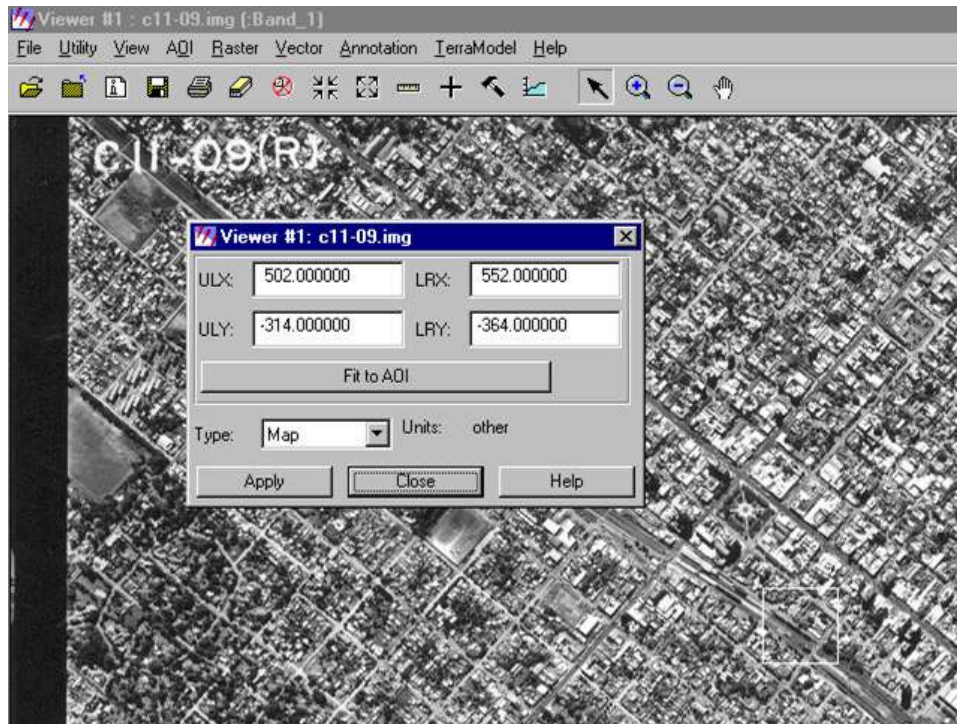 Viewer #1 : c11-09.img (:Band_1)
File Utility View AOI Raster Vector Annotation TerraModel Help
C11-09(R)
Viewer #1: c11-09.img
ULX: 502.000000 LRX: 552.000000
ULY: -314.000000 LRY: -364.000000
Fit to AOI
Type: Map Units: other
Apply Close Help